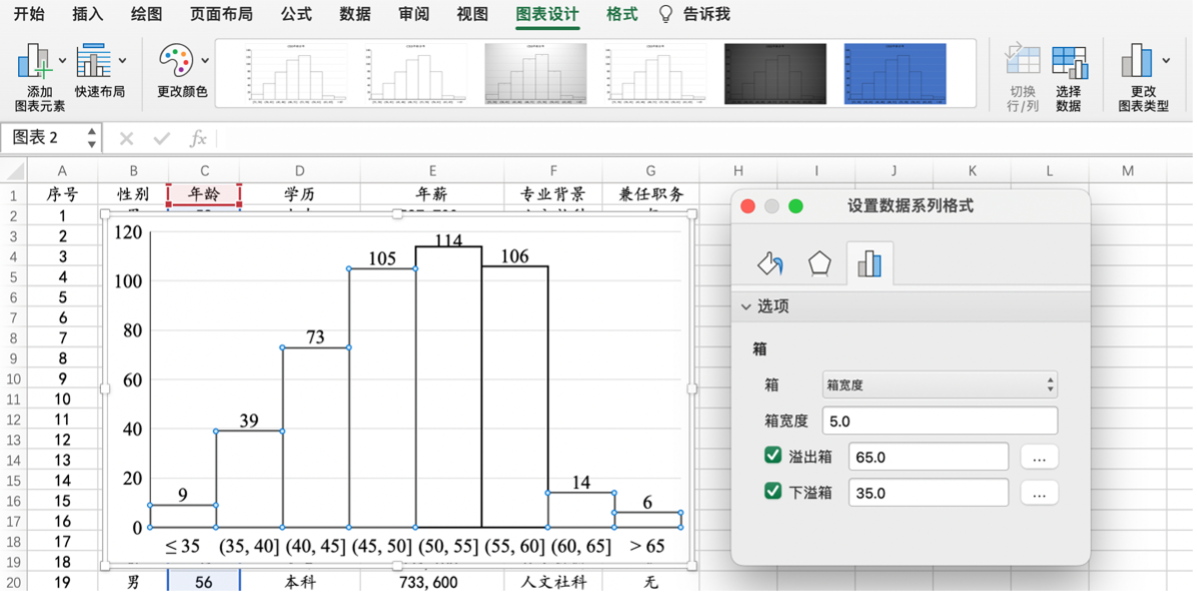 开始 插入 绘图 页面布局 公式 数据 审阅 视图 图表设计 格式 告诉我
添加
图表元素
快速布局
更改颜色
切换
行/列
选择
数据
更改
图表类型
图表 2
fx
A B C D E F G H I J K L M
1 序号 性别 年龄 学历 年薪 专业背景 兼任职务
2 1
3 2
4 3
5 4
6 5
7 6
8 7
9 8
10 9
11 10
12 11
13 12
14 13
15 14
16 15
17 16
18 17
19 18
20 19 男 56 本科 733,600 人文社科 无
120
100
80
60
40
20
0
9 39 73 105 114 106 14 6
≤35 (35, 40] (40, 45] (45, 50] (50, 55] (55, 60] (60, 65] >65
设置数据系列格式
选项
箱
箱 箱宽度
箱宽度 5.0
溢出箱 65.0 ...
下溢箱 35.0 ...